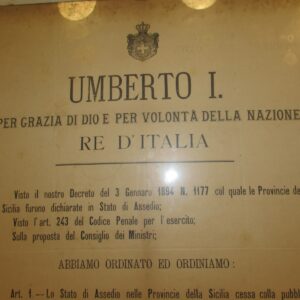 UMBERTO I.
PER GRAZIA DI DIO E PER VOLONTÀ DELLA NAZIONE
RE D'ITALIA
Visto il nostro Decreto del 3 Gennaro 1894 N. 1177 col quale le Provincie de
Sicilia furono dichiarate in Stato di Assedio;
Visto l'art. 243 del Codice Penale per l'esercito;
Sulla proposta del Consiglio dei Ministri;
ABBIAMO ORDINATO ED ORDINIAMO:
Art. 1 — Lo Stato di Assedio nelle Provincie della Sicilia cessa colla pubbl